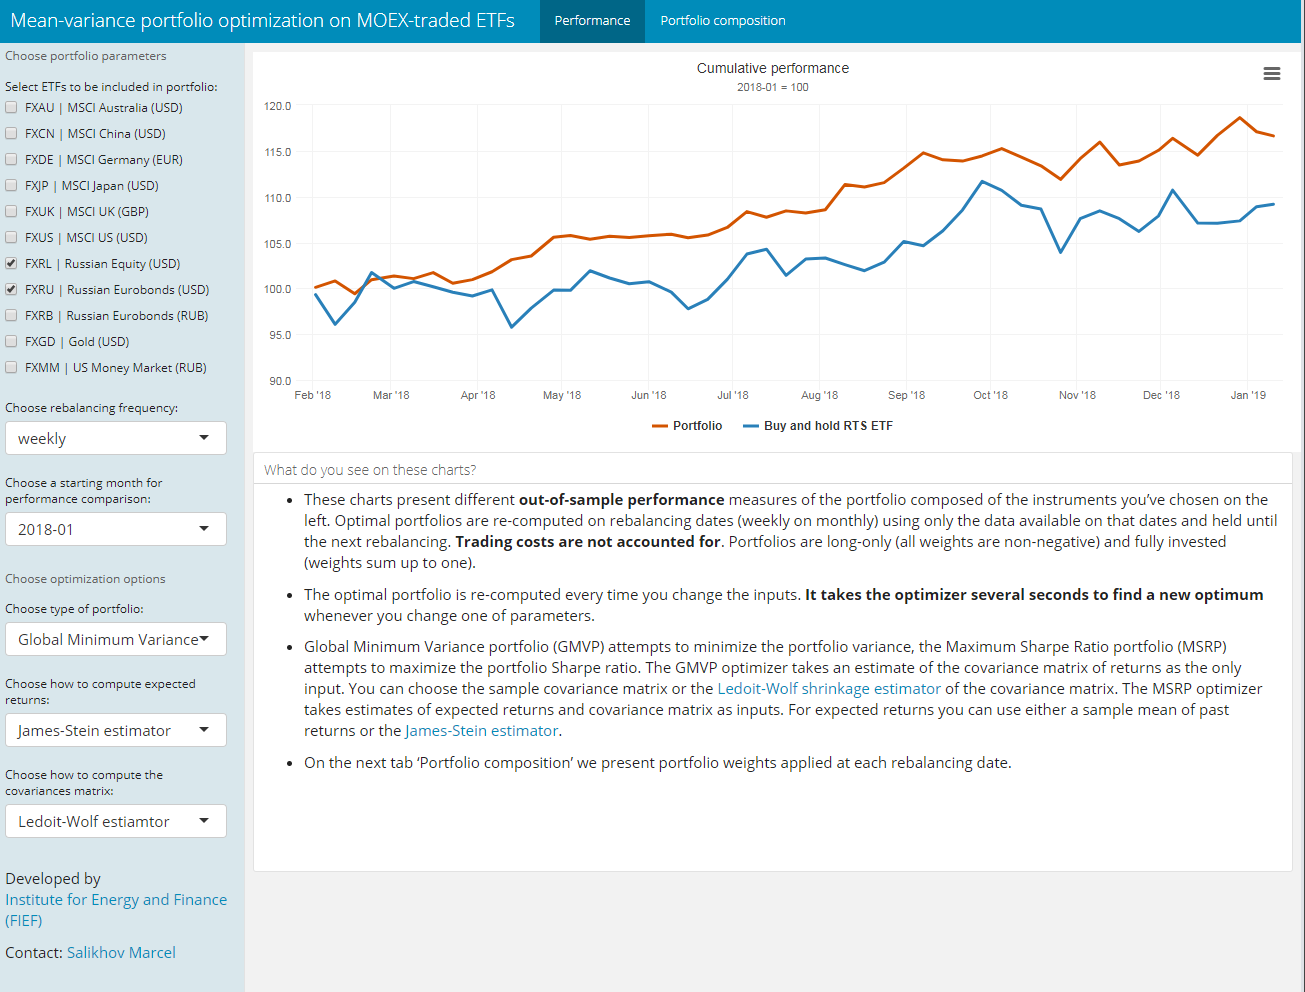 Mean-variance portfolio optimization on MOEX-traded ETFs
Performance
Portfolio composition
Choose portfolio parameters
Select ETFs to be included in portfolio:
FXAU | MSCI Australia (USD)
FXCN | MSCI China (USD)
FXDE | MSCI Germany (EUR)
FXJP | MSCI Japan (USD)
FXUK | MSCI UK (GBP)
FXUS | MSCI US (USD)
FXRL | Russian Equity (USD)
FXRU | Russian Eurobonds (USD)
FXRB | Russian Eurobonds (RUB)
FXGD | Gold (USD)
FXMM | US Money Market (RUB)
Choose rebalancing frequency:
weekly
Choose a starting month for
performance comparison:
2018-01
Choose optimization options
Choose type of portfolio:
Global Minimum Variance
Choose how to compute expected
returns:
James-Stein estimator
Choose how to compute the
covariances matrix:
Ledoit-Wolf estiamtor
Developed by
Institute for Energy and Finance
(FIEF)
Contact: Salikhov Marcel
Cumulative performance
2018-01 = 100
120.0
115.0
110.0
105.0
100.0
95.0
90.0
Feb '18
Mar '18
Apr '18
May '18
Jun '18
Jul '18
Aug '18
Sep '18
Oct '18
Nov '18
Dec '18
Jan '19
Portfolio
Buy and hold RTS ETF
What do you see on these charts?
• These charts present different out-of-sample performance measures of the portfolio composed of the instruments you’ve chosen on the
left. Optimal portfolios are re-computed on rebalancing dates (weekly on monthly) using only the data available on that dates and held until
the next rebalancing. Trading costs are not accounted for. Portfolios are long-only (all weights are non-negative) and fully invested
(weights sum up to one).
• The optimal portfolio is re-computed every time you change the inputs. It takes the optimizer several seconds to find a new optimum
whenever you change one of parameters.
• Global Minimum Variance portfolio (GMVP) attempts to minimize the portfolio variance, the Maximum Sharpe Ratio portfolio (MSRP)
attempts to maximize the portfolio Sharpe ratio. The GMVP optimizer takes an estimate of the covariance matrix of returns as the only
input. You can choose the sample covariance matrix or the Ledoit-Wolf shrinkage estimator of the covariance matrix. The MSRP optimizer
takes estimates of expected returns and covariance matrix as inputs. For expected returns you can use either a sample mean of past
returns or the James-Stein estimator.
• On the next tab ‘Portfolio composition’ we present portfolio weights applied at each rebalancing date.